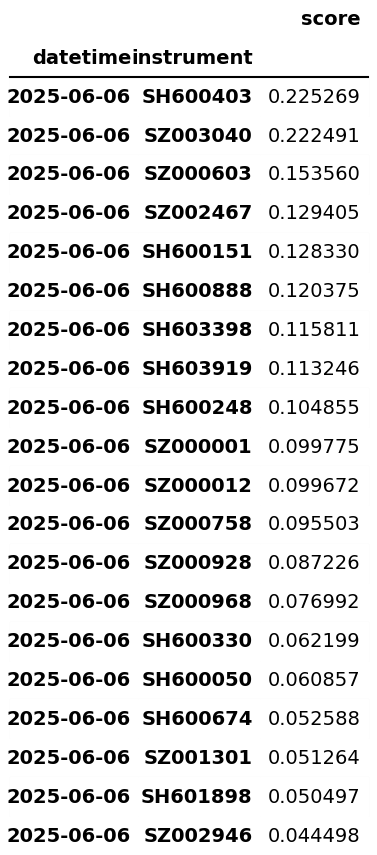 score
datetime instrument
2025-06-06 SH600403 0.225269
2025-06-06 SZ003040 0.222491
2025-06-06 SZ000603 0.153560
2025-06-06 SZ002467 0.129405
2025-06-06 SH600151 0.128330
2025-06-06 SH600888 0.120375
2025-06-06 SH603398 0.115811
2025-06-06 SH603919 0.113246
2025-06-06 SH600248 0.104855
2025-06-06 SZ000001 0.099775
2025-06-06 SZ000012 0.099672
2025-06-06 SZ000758 0.095503
2025-06-06 SZ000928 0.087226
2025-06-06 SZ000968 0.076992
2025-06-06 SH600330 0.062199
2025-06-06 SH600050 0.060857
2025-06-06 SH600674 0.052588
2025-06-06 SZ001301 0.051264
2025-06-06 SH601898 0.050497
2025-06-06 SZ002946 0.044498